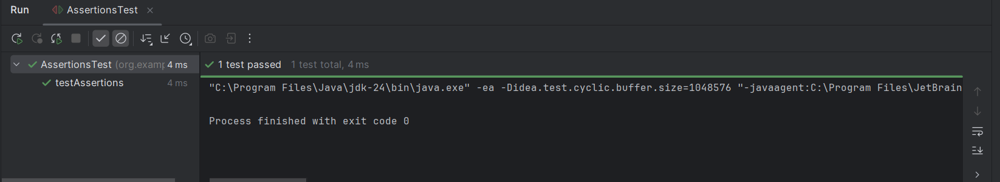 Run AssertionsTest
AssertionsTest (org.examp 4 ms
testAssertions 4 ms
1 test passed 1 test total, 4 ms
"C:\Program Files\Java\jdk-24\bin\java.exe" -ea -Didea.test.cyclic.buffer.size=1048576 "-javaagent:C:\Program Files\JetBrain
Process finished with exit code 0